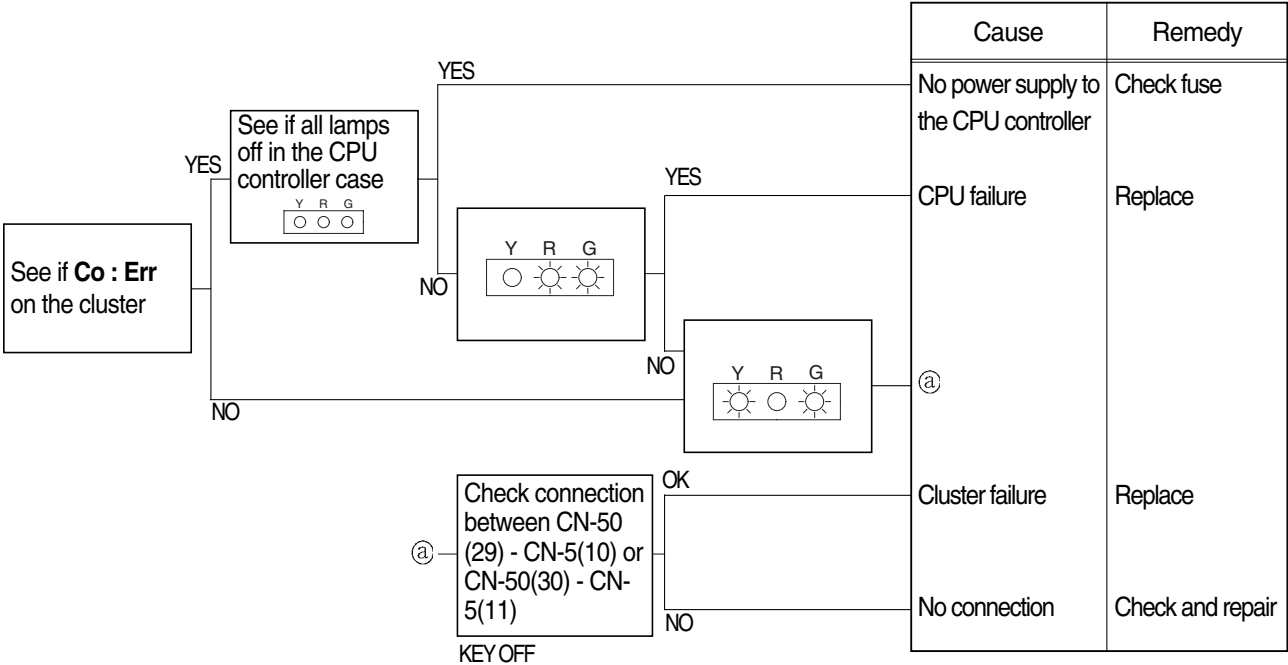 Cause
Remedy
YES
No power supply to
the CPU controller
Check fuse
See if all lamps
off in the CPU
controller case
Y R G
YES
YES
CPU failure
Replace
Y R G
See if Co : Err
on the cluster
NO
NO
Y R G
ⓐ
NO
OK
Check connection
between CN-50
(29) - CN-5(10) or
CN-50(30) - CN-
5(11)
Cluster failure
Replace
ⓐ
No connection
Check and repair
NO
KEY OFF